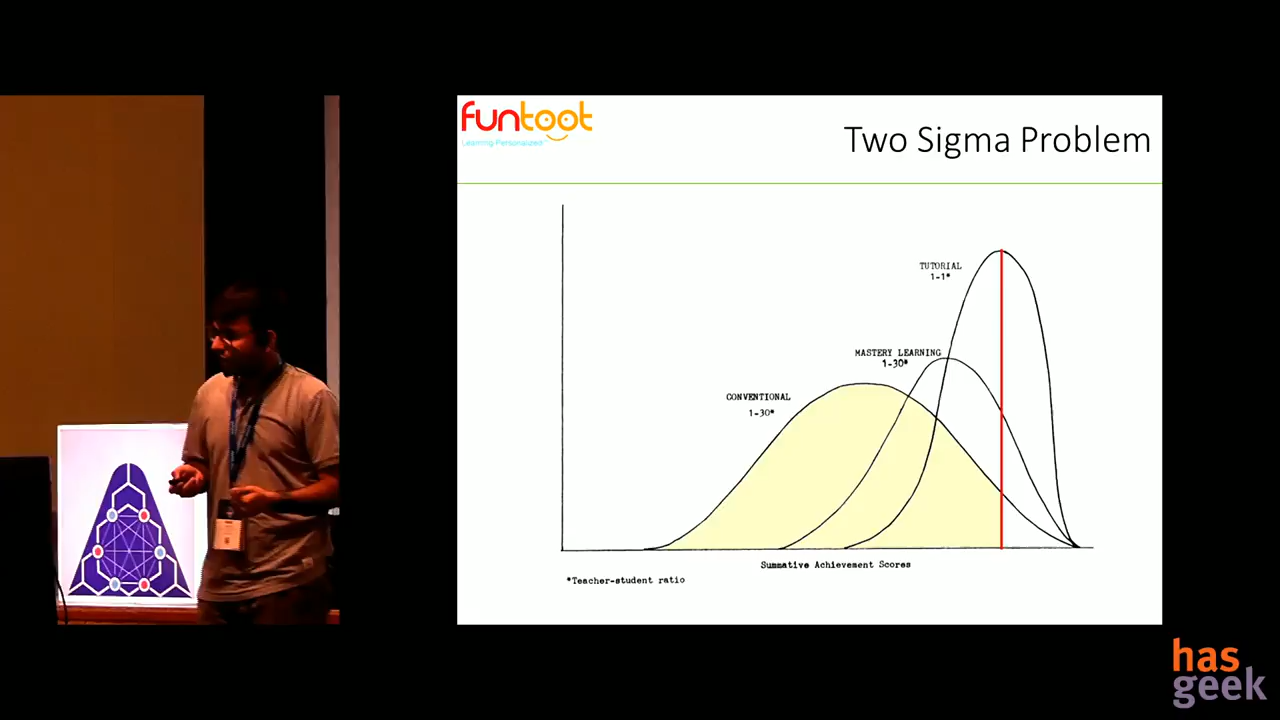 funtoot
Learning Personalized
Two Sigma Problem
TUTORIAL
1-1*
MASTERY LEARNING
1-30*
CONVENTIONAL
1-30*
Summative Achievement Scores
*Teacher-student ratio
has
geek